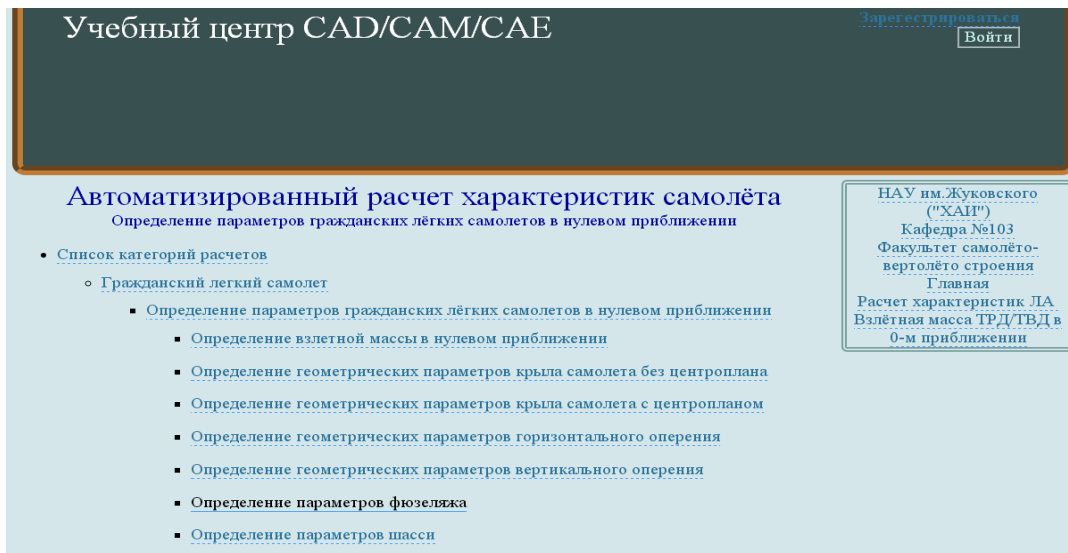 Учебный центр CAD/CAM/CAE
Зарегестрироваться
Войти
Автоматизированный расчет характеристик самолёта
Определение параметров гражданских лёгких самолетов в нулевом приближении
Список категорий расчетов
Гражданский легкий самолет
Определение параметров гражданских лёгких самолетов в нулевом приближении
Определение взлетной массы в нулевом приближении
Определение геометрических параметров крыла самолета без центроплана
Определение геометрических параметров крыла самолета с центропланом
Определение геометрических параметров горизонтального оперения
Определение геометрических параметров вертикального оперения
Определение параметров фюзеляжа
Определение параметров шасси
НАУ им.Жуковского
("ХАИ")
Кафедра №103
Факультет самолёто-
вертолёто строения
Главная
Расчет характеристик ЛА
Взлётная масса ТРД/ТВД в
0-м приближении